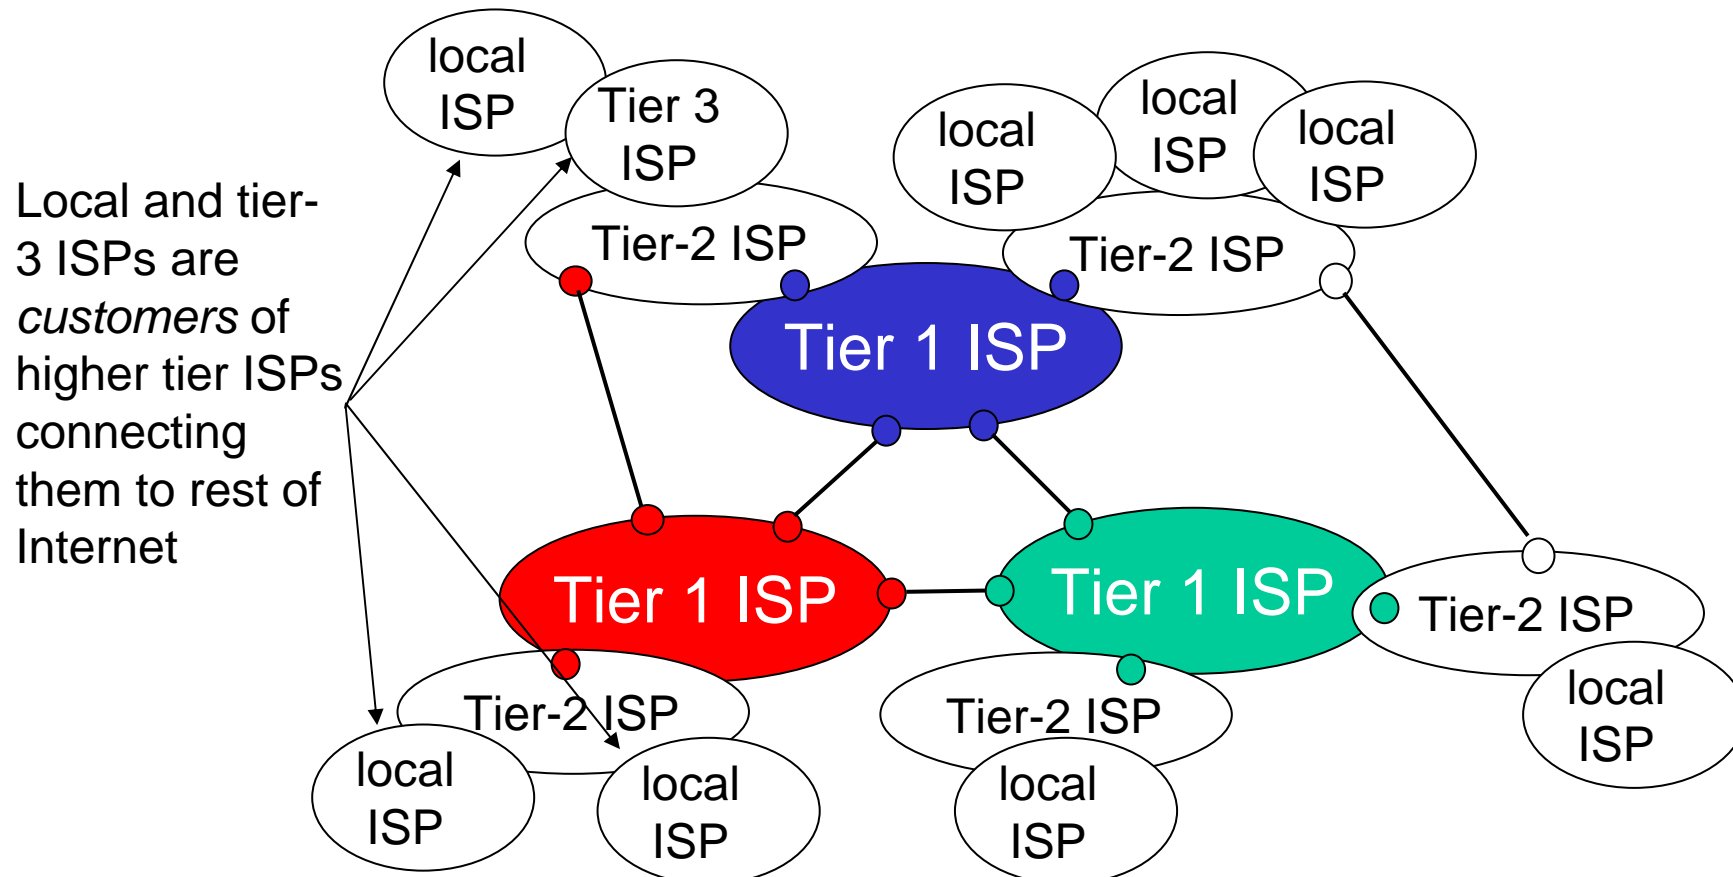 local
ISP
Tier 3
ISP
local
ISP
local
ISP
local
ISP
Local and tier-
3 ISPs are
customers of
higher tier ISPs
connecting
them to rest of
Internet
Tier-2 ISP
Tier-2 ISP
Tier 1 ISP
Tier 1 ISP
Tier 1 ISP
Tier-2 ISP
Tier-2 ISP
Tier-2 ISP
local
ISP
local
ISP
local
ISP
local
ISP